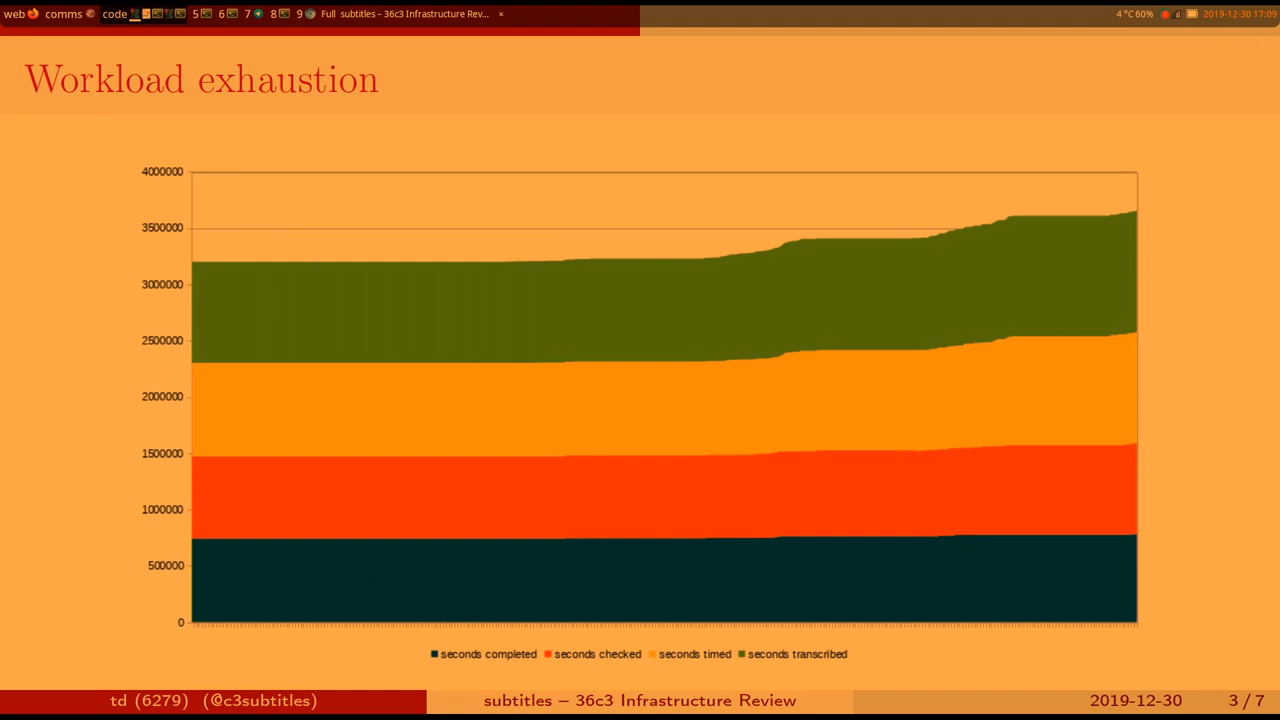 web comms code 5 6 7 8 9 Full subtitles – 36c3 Infrastructure Rev... × 4 °C 60% 2019-12-30 17:09
Workload exhaustion
4000000
3500000
3000000
2500000
2000000
1500000
1000000
500000
0
seconds completed seconds checked seconds timed seconds transcribed
td (6279) (@c3subtitles) subtitles – 36c3 Infrastructure Review 2019-12-30 3 / 7